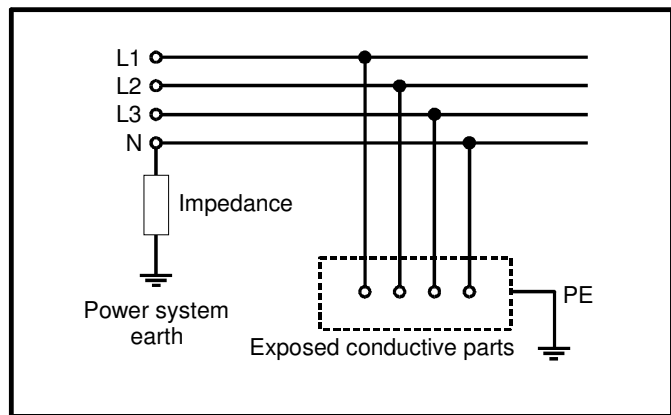 L1
L2
L3
N
Impedance
Power system
earth
PE
Exposed conductive parts